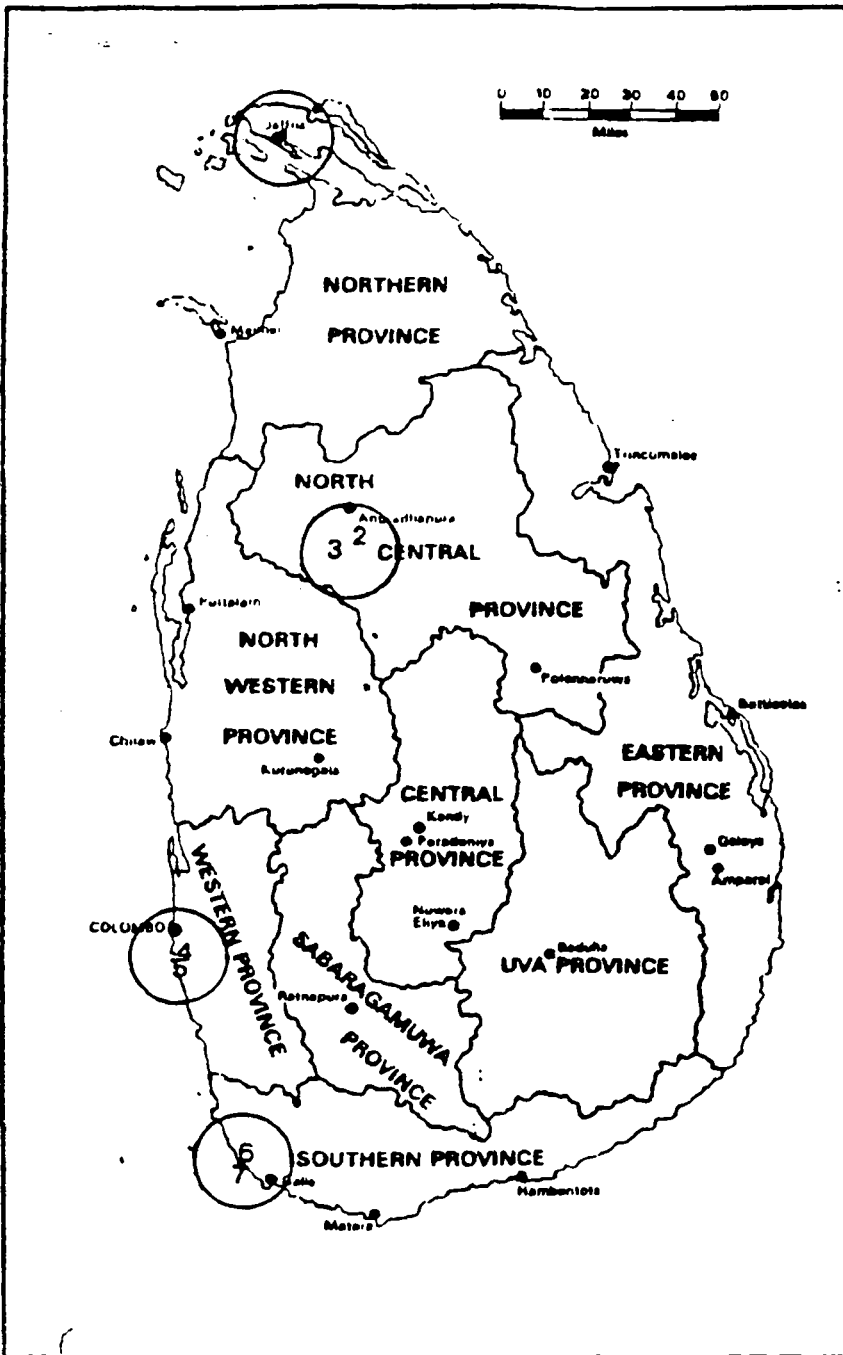 0 10 20 30 40 50
Miles
Jaffna
NORTHERN
PROVINCE
Mannar
Trincomalee
NORTH
Anuradhapura
3 2 CENTRAL
Puttalam
PROVINCE
NORTH
WESTERN
PROVINCE
Polonnaruwa
Batticaloa
Chilaw
Kurunegala
EASTERN
PROVINCE
CENTRAL
Kandy
Peradeniya
PROVINCE
Galoya
Amparai
WESTERN PROVINCE
Nuwara
Eliya
COLOMBO
SABARAGAMUWA
PROVINCE
Badulla
UVA PROVINCE
Ratnapura
6
7
SOUTHERN PROVINCE
Galle
Hambantota
Matara